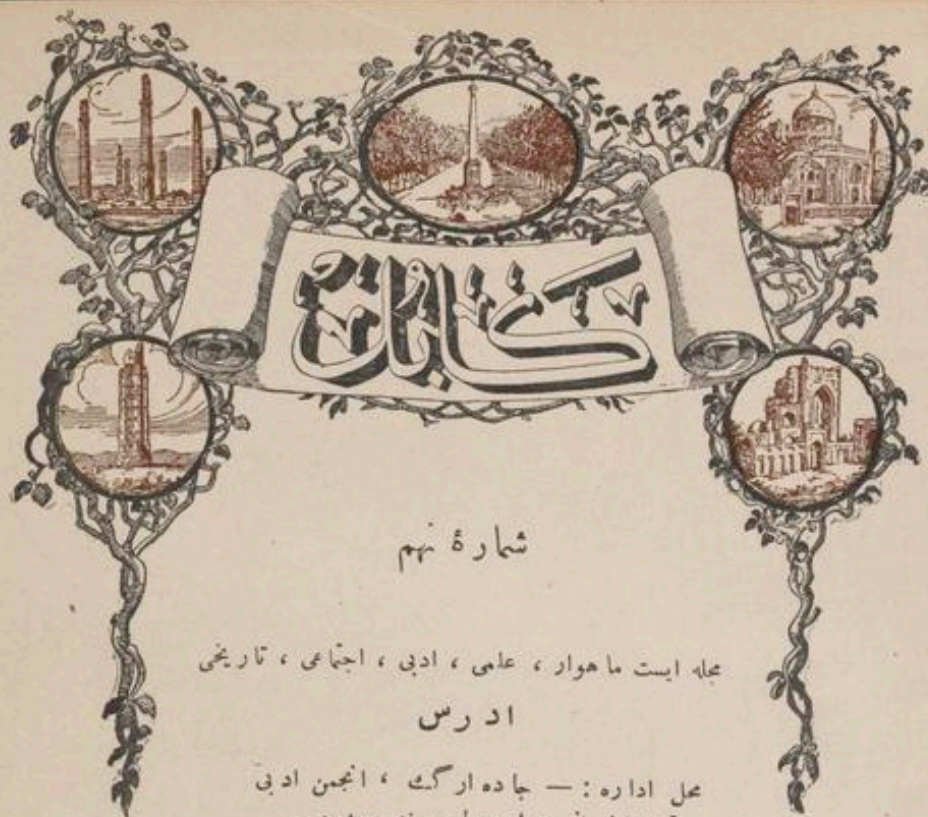 کابل
شمارهٔ نهم
مجله ایست ماهوار ، علمی ، ادبی ، اجتماعی ، تاریخی
ادرس
محل اداره : — جاده ارگ ، انجمن ادبی